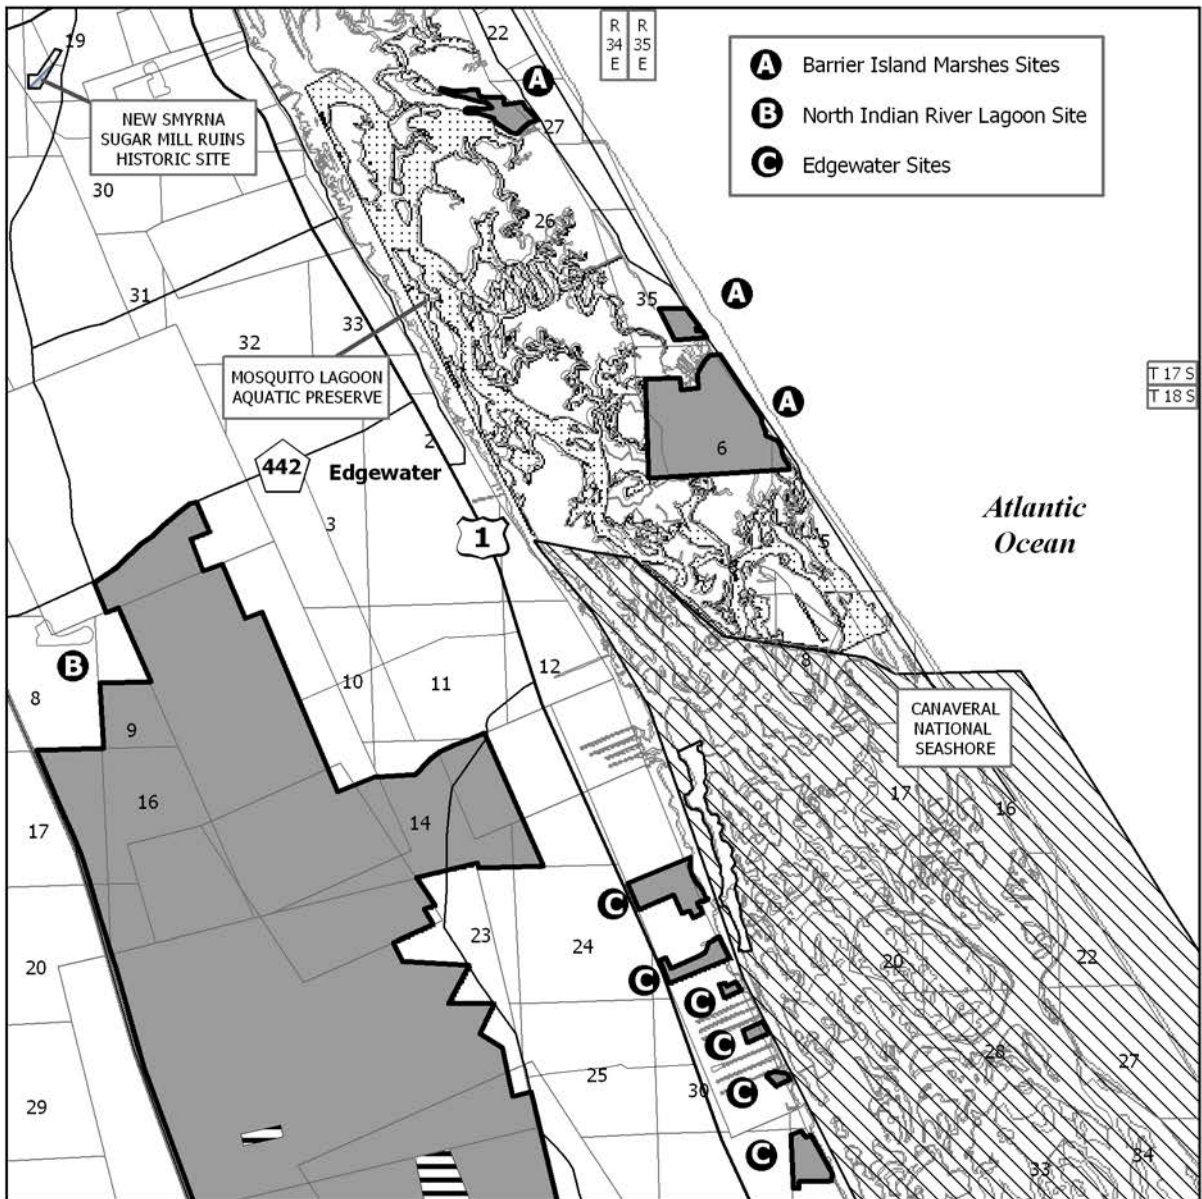 19
22
R
34
E
R
35
E
A
Barrier Island Marshes Sites
B
North Indian River Lagoon Site
C
Edgewater Sites
A
27
NEW SMYRNA
SUGAR MILL RUINS
HISTORIC SITE
30
26
31
33
35
A
32
MOSQUITO LAGOON
AQUATIC PRESERVE
T 17 S
T 18 S
A
2
6
442
Edgewater
3
1
Atlantic
Ocean
5
B
8
12
8
10
11
9
CANAVERAL
NATIONAL
SEASHORE
16
14
17
17
16
C
23
24
20
20
22
C
C
C
28
27
25
30
C
29
C
33
34